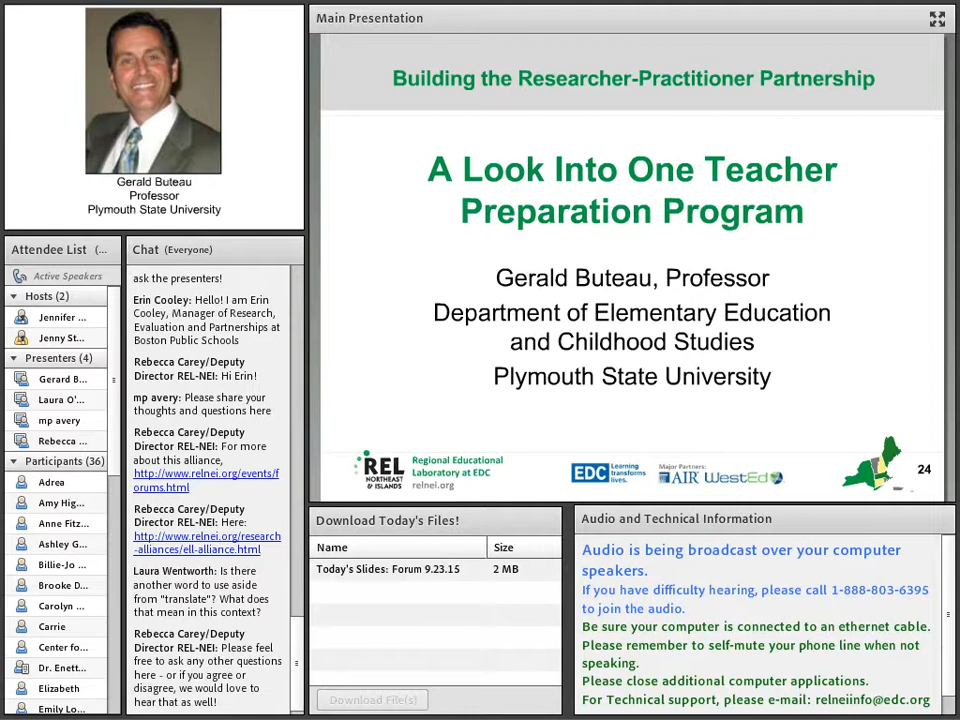 Gerald Buteau
Professor
Plymouth State University
Main Presentation
Building the Researcher-Practitioner Partnership
A Look Into One Teacher
Preparation Program
Gerald Buteau, Professor
Department of Elementary Education
and Childhood Studies
Plymouth State University
REL
NORTHEAST
& ISLANDS
Regional Educational
Laboratory at EDC
relnei.org
EDC
Learning
transforms
lives.
Major Partners:
AIR
WestEd
24
Attendee List (...
Active Speakers
Hosts (2)
Jennifer ...
Jenny St...
Presenters (4)
Gerard B...
Laura O'...
mp avery
Rebecca ...
Participants (36)
Adrea
Amy Hig...
Anne Fitz...
Ashley G...
Billie-Jo ...
Brooke D...
Carolyn ...
Carrie
Center fo...
Dr. Enett...
Elizabeth
Emily Lo...
Chat (Everyone)
ask the presenters!
Erin Cooley: Hello! I am Erin
Cooley, Manager of Research,
Evaluation and Partnerships at
Boston Public Schools
Rebecca Carey/Deputy
Director REL-NEI: Hi Erin!
mp avery: Please share your
thoughts and questions here
Rebecca Carey/Deputy
Director REL-NEI: For more
about this alliance,
http://www.relnei.org/events/f
orums.html
Rebecca Carey/Deputy
Director REL-NEI: Here:
http://www.relnei.org/research
-alliances/ell-alliance.html
Laura Wentworth: Is there
another word to use aside
from "translate"? What does
that mean in this context?
Rebecca Carey/Deputy
Director REL-NEI: Please feel
free to ask any other questions
here - or if you agree or
disagree, we would love to
hear that as well!
Download Today's Files!
Name Size
Today's Slides: Forum 9.23.15 2 MB
Download File(s)
Audio and Technical Information
Audio is being broadcast over your computer
speakers.
If you have difficulty hearing, please call 1-888-803-6395
to join the audio.
Be sure your computer is connected to an ethernet cable.
Please remember to self-mute your phone line when not
speaking.
Please close additional computer applications.
For Technical support, please e-mail: relneiinfo@edc.org